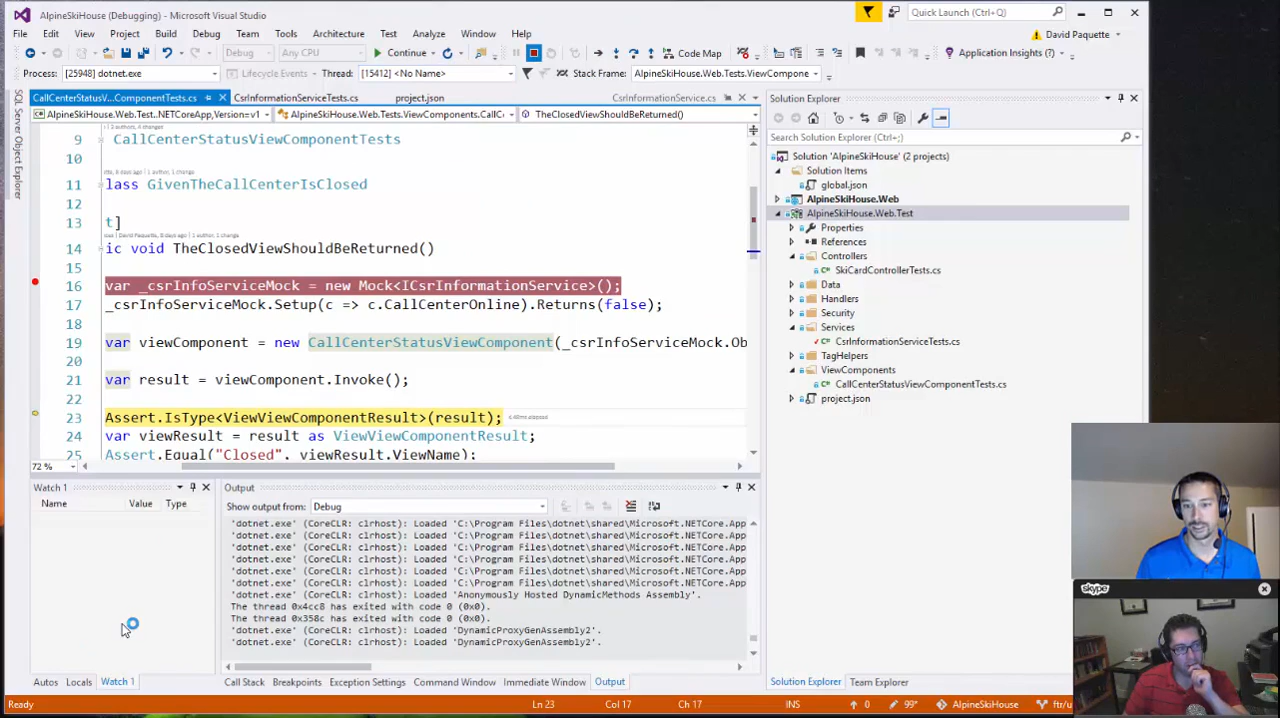 AlpineSkiHouse (Debugging) - Microsoft Visual Studio
Quick Launch (Ctrl+Q)
File Edit View Project Build Debug Team Tools Architecture Test Analyze Window Help
David Paquette
Debug Any CPU Continue Code Map Application Insights (?)
Process: [25948] dotnet.exe Lifecycle Events Thread: [15412] <No Name> Stack Frame: AlpineSkiHouse.Web.Tests.ViewCompone
CallCenterStatusV...ComponentTests.cs CsrInformationServiceTests.cs project.json CsrInformationService.cs
AlpineSkiHouse.Web.Test..NETCoreApp,Version=v1 AlpineSkiHouse.Web.Tests.ViewComponents.CallC TheClosedViewShouldBeReturned()
SQL Server Object Explorer
9 CallCenterStatusViewComponentTests
10
11 lass GivenTheCallCenterIsClosed
12
13 t]
14 ic void TheClosedViewShouldBeReturned()
15
16 var _csrInfoServiceMock = new Mock<ICsrInformationService>();
17 _csrInfoServiceMock.Setup(c => c.CallCenterOnline).Returns(false);
18
19 var viewComponent = new CallCenterStatusViewComponent(_csrInfoServiceMock.Ob
20
21 var result = viewComponent.Invoke();
22
23 Assert.IsType<ViewViewComponentResult>(result);
24 var viewResult = result as ViewViewComponentResult;
25 Assert.Equal("Closed", viewResult.ViewName);
72 %
Solution Explorer
Search Solution Explorer (Ctrl+;)
Solution 'AlpineSkiHouse' (2 projects)
Solution Items
global.json
AlpineSkiHouse.Web
AlpineSkiHouse.Web.Test
Properties
References
Controllers
SkiCardControllerTests.cs
Data
Handlers
Security
Services
CsrInformationServiceTests.cs
TagHelpers
ViewComponents
CallCenterStatusViewComponentTests.cs
project.json
Watch 1
Name Value Type
Output
Show output from: Debug
'dotnet.exe' (CoreCLR: clrhost): Loaded 'C:\Program Files\dotnet\shared\Microsoft.NETCore.App
'dotnet.exe' (CoreCLR: clrhost): Loaded 'C:\Program Files\dotnet\shared\Microsoft.NETCore.App
'dotnet.exe' (CoreCLR: clrhost): Loaded 'C:\Program Files\dotnet\shared\Microsoft.NETCore.App
'dotnet.exe' (CoreCLR: clrhost): Loaded 'C:\Program Files\dotnet\shared\Microsoft.NETCore.App
'dotnet.exe' (CoreCLR: clrhost): Loaded 'C:\Program Files\dotnet\shared\Microsoft.NETCore.App
'dotnet.exe' (CoreCLR: clrhost): Loaded 'C:\Program Files\dotnet\shared\Microsoft.NETCore.App
'dotnet.exe' (CoreCLR: clrhost): Loaded 'Anonymously Hosted DynamicMethods Assembly'.
The thread 0x4cc8 has exited with code 0 (0x0).
The thread 0x358c has exited with code 0 (0x0).
'dotnet.exe' (CoreCLR: clrhost): Loaded 'DynamicProxyGenAssembly2'.
'dotnet.exe' (CoreCLR: clrhost): Loaded 'DynamicProxyGenAssembly2'.
Autos Locals Watch 1
Call Stack Breakpoints Exception Settings Command Window Immediate Window Output
Solution Explorer Team Explorer
skype
Ready Ln 23 Col 17 Ch 17 INS 0 99* AlpineSkiHouse ftr/u